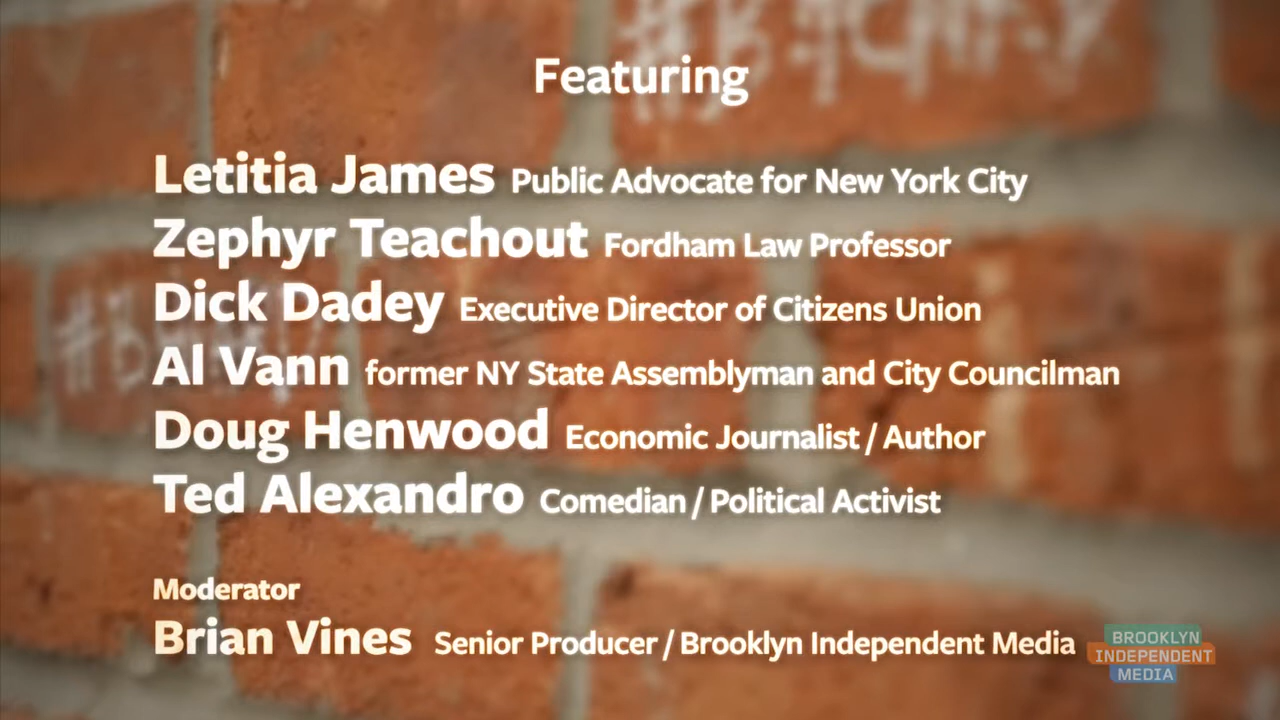 Featuring
Letitia James Public Advocate for New York City
Zephyr Teachout Fordham Law Professor
Dick Dadey Executive Director of Citizens Union
Al Vann former NY State Assemblyman and City Councilman
Doug Henwood Economic Journalist / Author
Ted Alexandro Comedian / Political Activist
Moderator
Brian Vines Senior Producer / Brooklyn Independent Media
BROOKLYN
INDEPENDENT
MEDIA